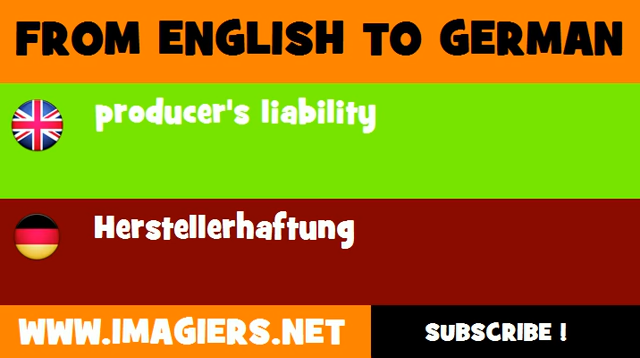 FROM ENGLISH TO GERMAN
producer's liability
Herstellerhaftung
WWW.IMAGIERS.NET
SUBSCRIBE !